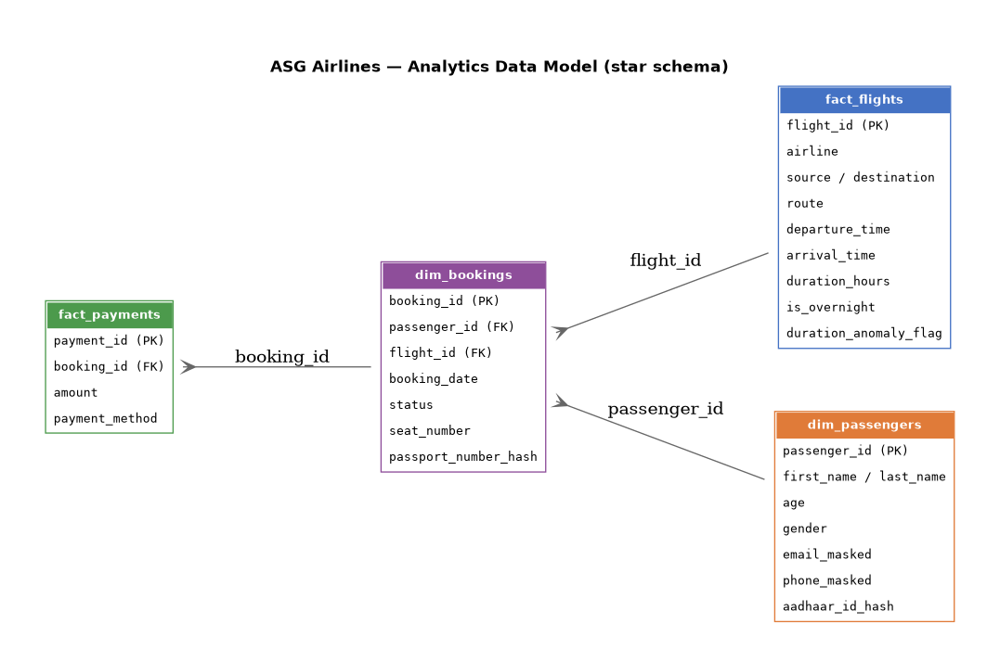 ASG Airlines — Analytics Data Model (star schema)
fact_payments
payment_id (PK)
booking_id (FK)
amount
payment_method
booking_id
dim_bookings
booking_id (PK)
passenger_id (FK)
flight_id (FK)
booking_date
status
seat_number
passport_number_hash
flight_id
passenger_id
fact_flights
flight_id (PK)
airline
source / destination
route
departure_time
arrival_time
duration_hours
is_overnight
duration_anomaly_flag
dim_passengers
passenger_id (PK)
first_name / last_name
age
gender
email_masked
phone_masked
aadhaar_id_hash